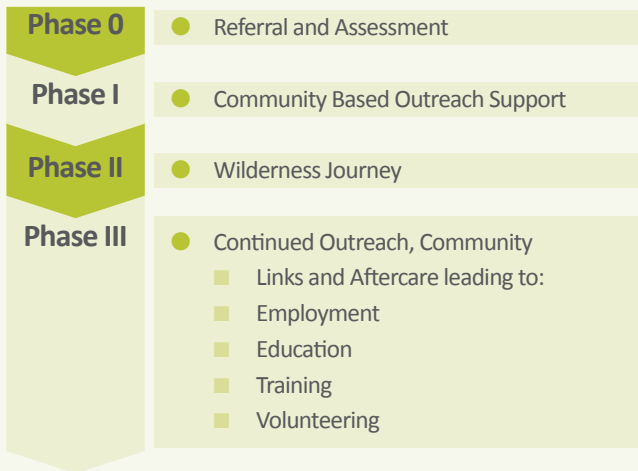 Phase 0
Referral and Assessment
Phase I
Community Based Outreach Support
Phase II
Wilderness Journey
Phase III
Continued Outreach, Community
Links and Aftercare leading to:
Employment
Education
Training
Volunteering